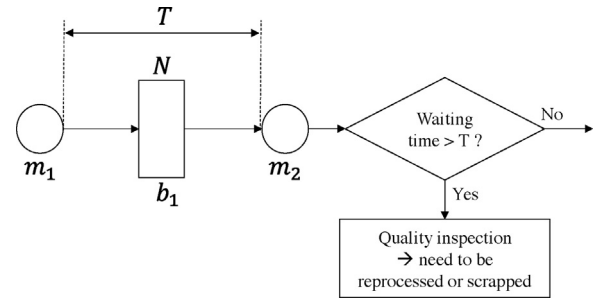 T
N
m₁
b₁
m₂
Waiting
time > T ?
No
Yes
Quality inspection
→ need to be
reprocessed or scrapped